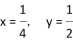 x = 1/4, y = 1/2